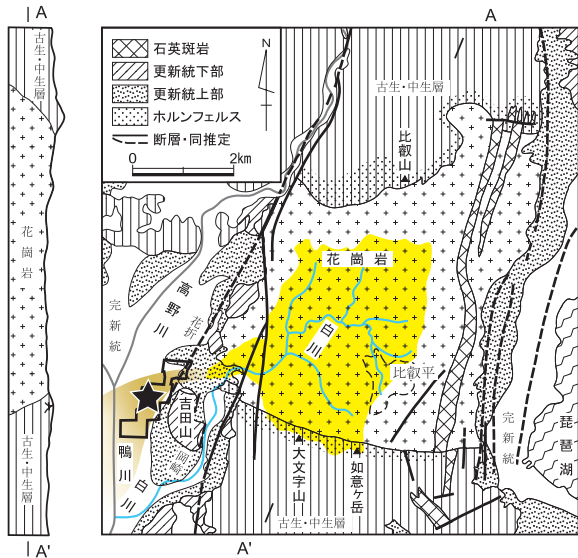 A
古生・中生層
花崗岩
古生・中生層
A'
石英斑岩
更新統下部
更新統上部
ホルンフェルス
断層・同推定
0 2km
N
A
古生・中生層
比叡山
花崗岩
高野川
花折
完新統
白川
比叡平
吉田山
岡崎
鴨川
白川
大文字山
如意ヶ岳
完新統
琵琶湖
古生・中生層
A'